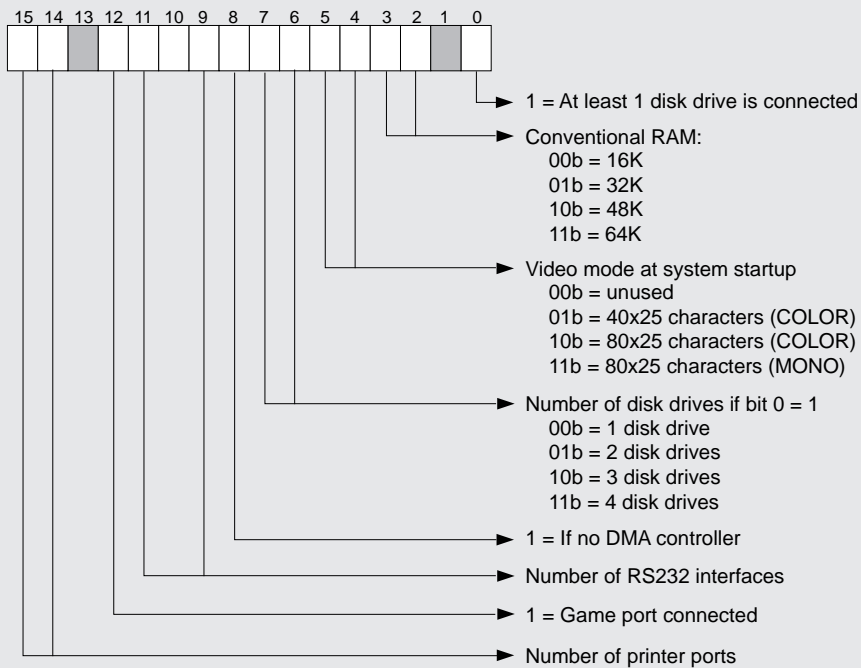 15 14 13 12 11 10 9 8 7 6 5 4 3 2 1 0
1 = At least 1 disk drive is connected
Conventional RAM:
00b = 16K
01b = 32K
10b = 48K
11b = 64K
Video mode at system startup
00b = unused
01b = 40x25 characters (COLOR)
10b = 80x25 characters (COLOR)
11b = 80x25 characters (MONO)
Number of disk drives if bit 0 = 1
00b = 1 disk drive
01b = 2 disk drives
10b = 3 disk drives
11b = 4 disk drives
1 = If no DMA controller
Number of RS232 interfaces
1 = Game port connected
Number of printer ports